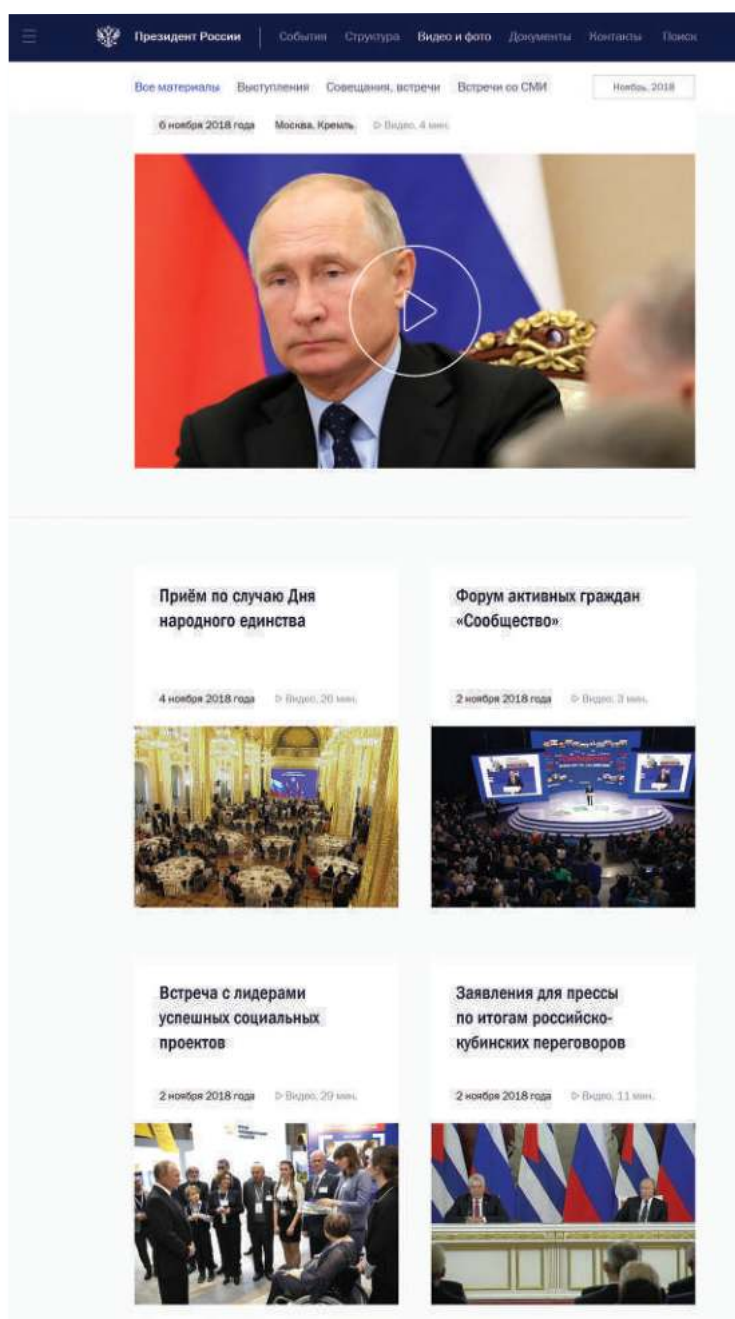 Президент России События Структура Видео и фото Документы Контакты Поиск
Все материалы Выступления Совещания, встречи Встречи со СМИ Ноябрь, 2018
6 ноября 2018 года Москва, Кремль Видео, 4 мин.
Приём по случаю Дня
народного единства
4 ноября 2018 года Видео, 26 мин.
Форум активных граждан
«Сообщество»
2 ноября 2018 года Видео, 3 мин.
Встреча с лидерами
успешных социальных
проектов
2 ноября 2018 года Видео, 29 мин.
Заявления для прессы
по итогам российско-
кубинских переговоров
2 ноября 2018 года Видео, 11 мин.